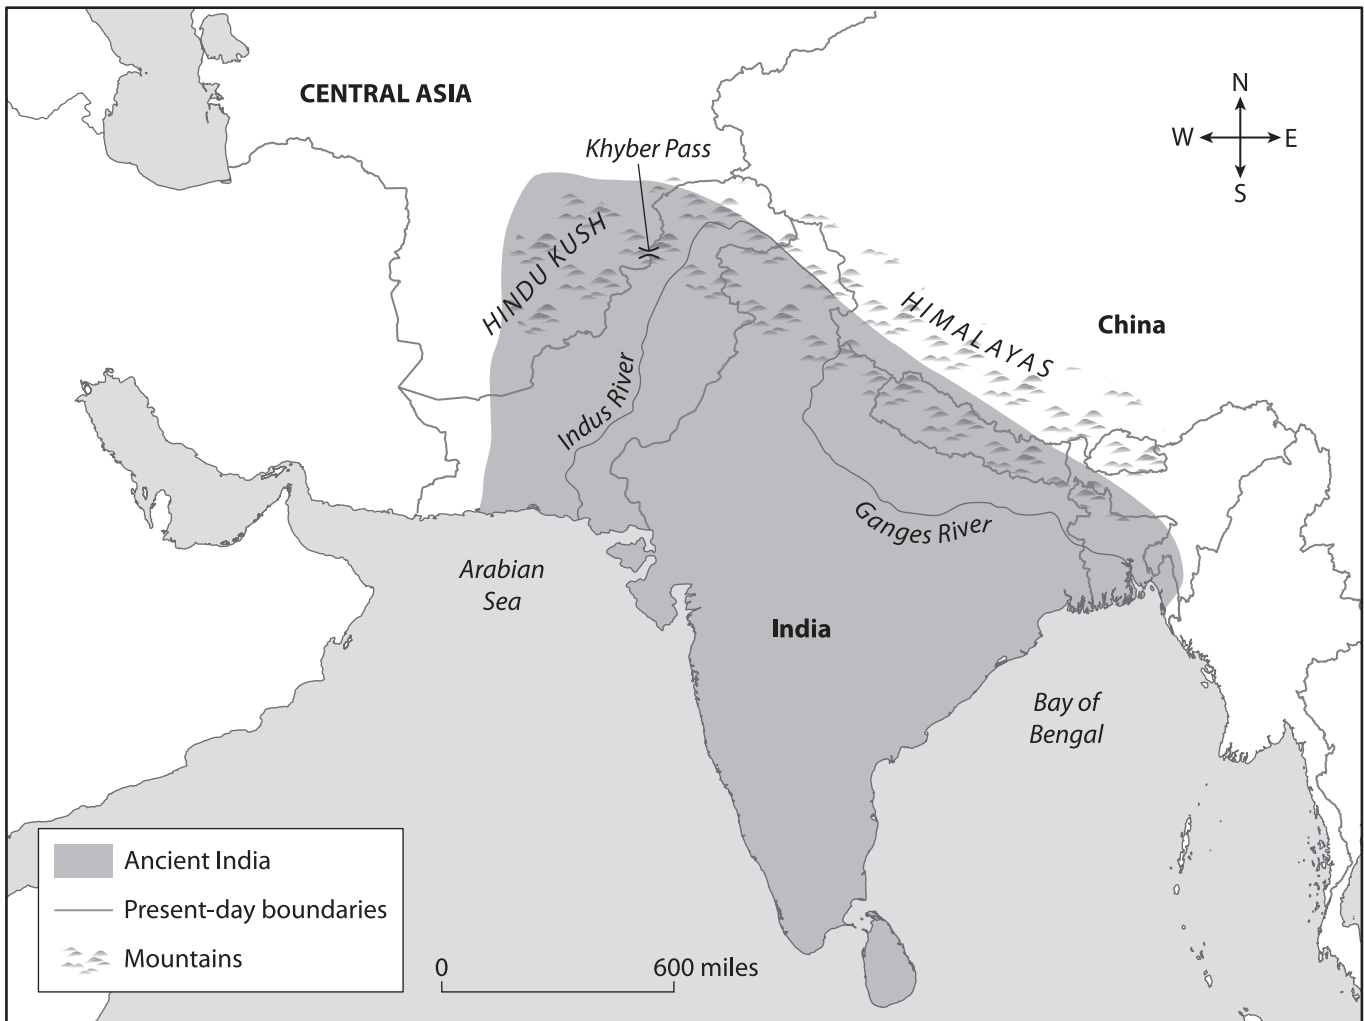 CENTRAL ASIA
N
W
E
S
Khyber Pass
HINDU KUSH
HIMALAYAS
China
Indus River
Ganges River
Arabian
Sea
India
Bay of
Bengal
Ancient India
Present-day boundaries
Mountains
0
600 miles